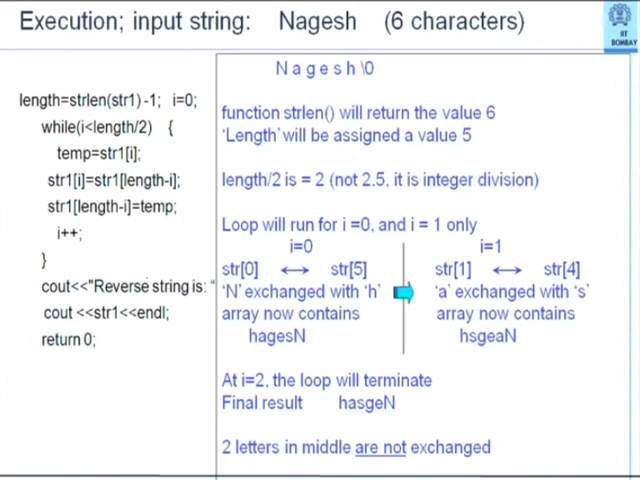 Execution; input string: Nagesh (6 characters)
IIT
BOMBAY
length=strlen(str1)-1; i=0;
while(i<length/2) {
temp=str1[i];
str1[i]=str1[length-i];
str1[length-i]=temp;
i++;
}
cout<<"Reverse string is: "
cout <<str1<<endl;
return 0;
N a g e s h \0
function strlen() will return the value 6
'Length' will be assigned a value 5
length/2 is = 2 (not 2.5, it is integer division)
Loop will run for i =0, and i = 1 only
i=0
str[0] ↔ str[5]
'N' exchanged with 'h'
array now contains
hagesN
i=1
str[1] ↔ str[4]
'a' exchanged with 's'
array now contains
hsgeaN
At i=2, the loop will terminate
Final result hasgeN
2 letters in middle are not exchanged